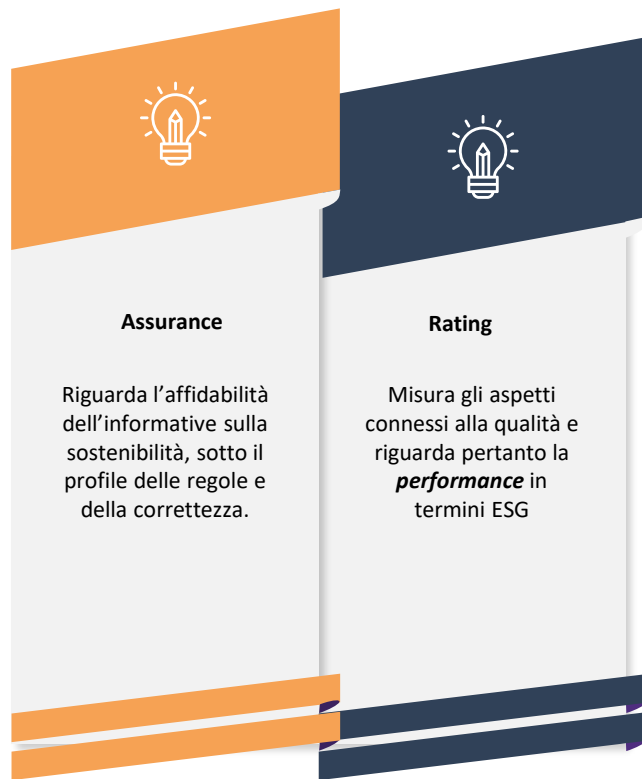 Assurance
Riguarda l’affidabilità
dell’informative sulla
sostenibilità, sotto il
profile delle regole e
della correttezza.
Rating
Misura gli aspetti
connessi alla qualità e
riguarda pertanto la
performance in
termini ESG